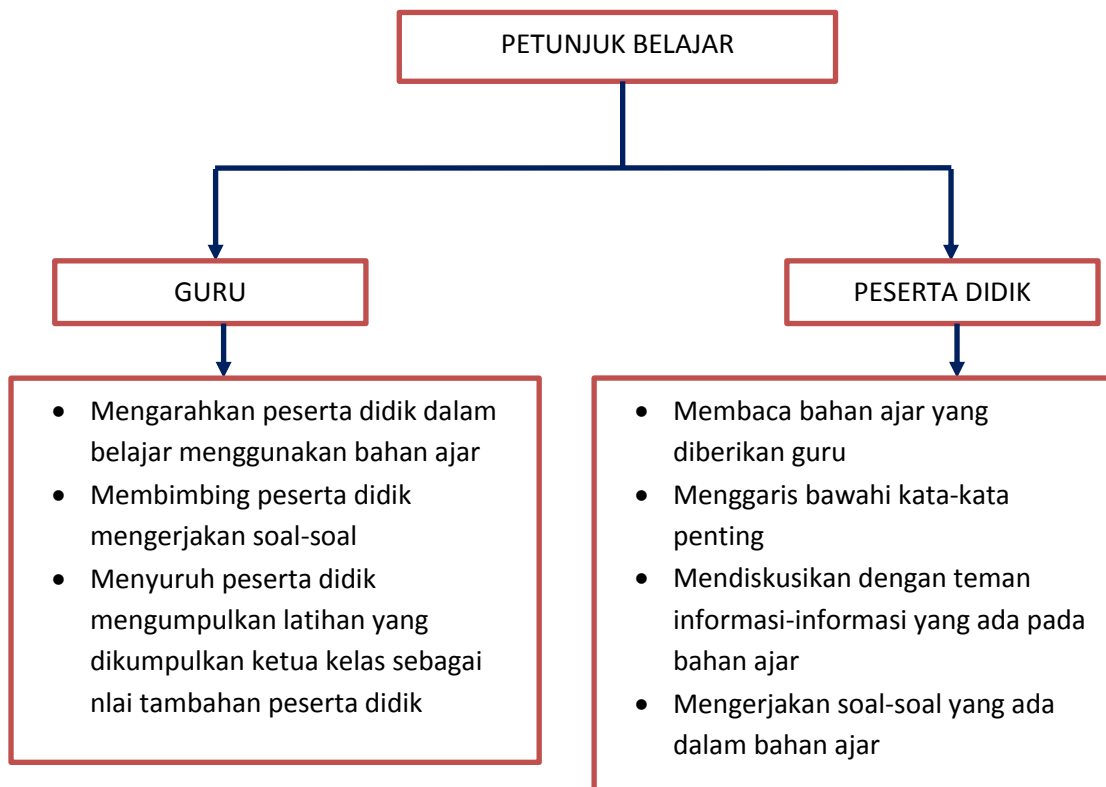 PETUNJUK BELAJAR
GURU
PESERTA DIDIK
• Mengarahkan peserta didik dalam
belajar menggunakan bahan ajar
• Membimbing peserta didik
mengerjakan soal-soal
• Menyuruh peserta didik
mengumpulkan latihan yang
dikumpulkan ketua kelas sebagai
nlai tambahan peserta didik
• Membaca bahan ajar yang
diberikan guru
• Menggaris bawahi kata-kata
penting
• Mendiskusikan dengan teman
informasi-informasi yang ada pada
bahan ajar
• Mengerjakan soal-soal yang ada
dalam bahan ajar